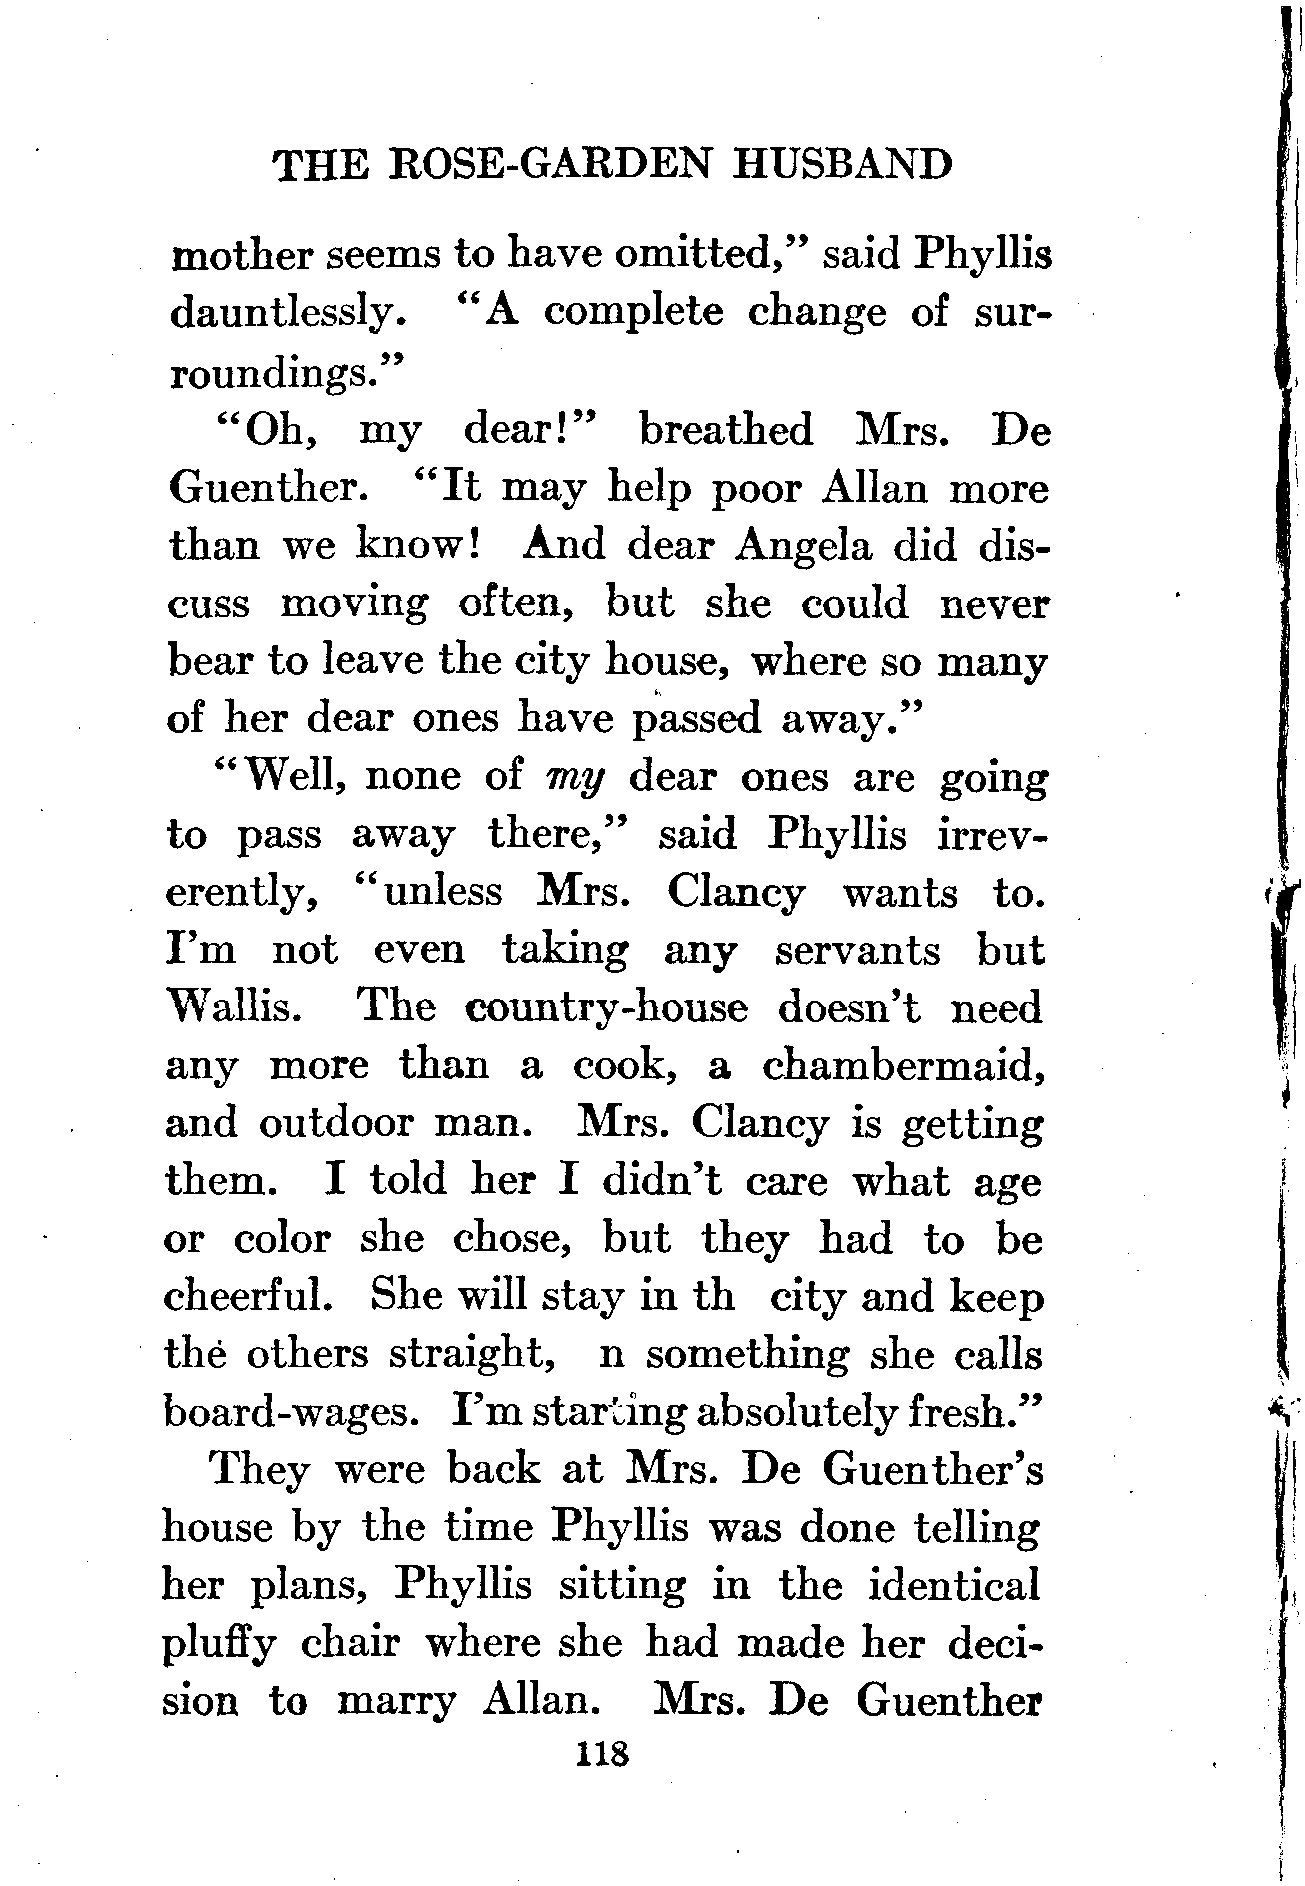 THE ROSE-GARDEN HUSBAND
mother seems to have omitted,” said Phyllis
dauntlessly. “A complete change of sur-
roundings.”
“Oh, my dear!” breathed Mrs. De
Guenther. “It may help poor Allan more
than we know! And dear Angela did dis-
cuss moving often, but she could never
bear to leave the city house, where so many
of her dear ones have passed away.”
“Well, none of my dear ones are going
to pass away there,” said Phyllis irrev-
erently, “unless Mrs. Clancy wants to.
I’m not even taking any servants but
Wallis. The country-house doesn’t need
any more than a cook, a chambermaid,
and outdoor man. Mrs. Clancy is getting
them. I told her I didn’t care what age
or color she chose, but they had to be
cheerful. She will stay in th city and keep
the others straight, n something she calls
board-wages. I’m starting absolutely fresh.”
They were back at Mrs. De Guenther’s
house by the time Phyllis was done telling
her plans, Phyllis sitting in the identical
pluffy chair where she had made her deci-
sion to marry Allan. Mrs. De Guenther
118